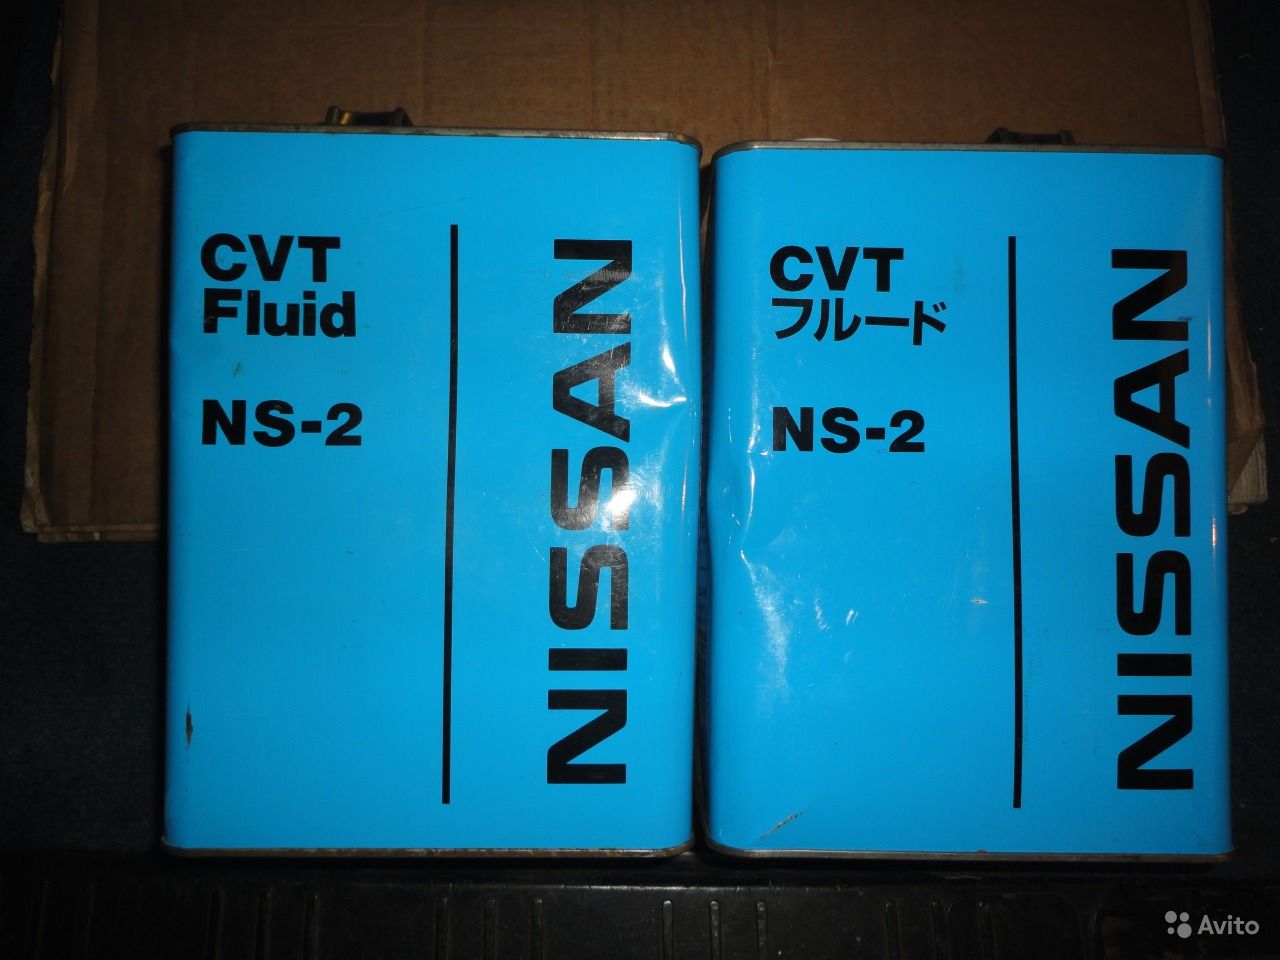 CVT
Fluid
NS-2
NISSAN
CVT
フルード
NS-2
NISSAN
Avito